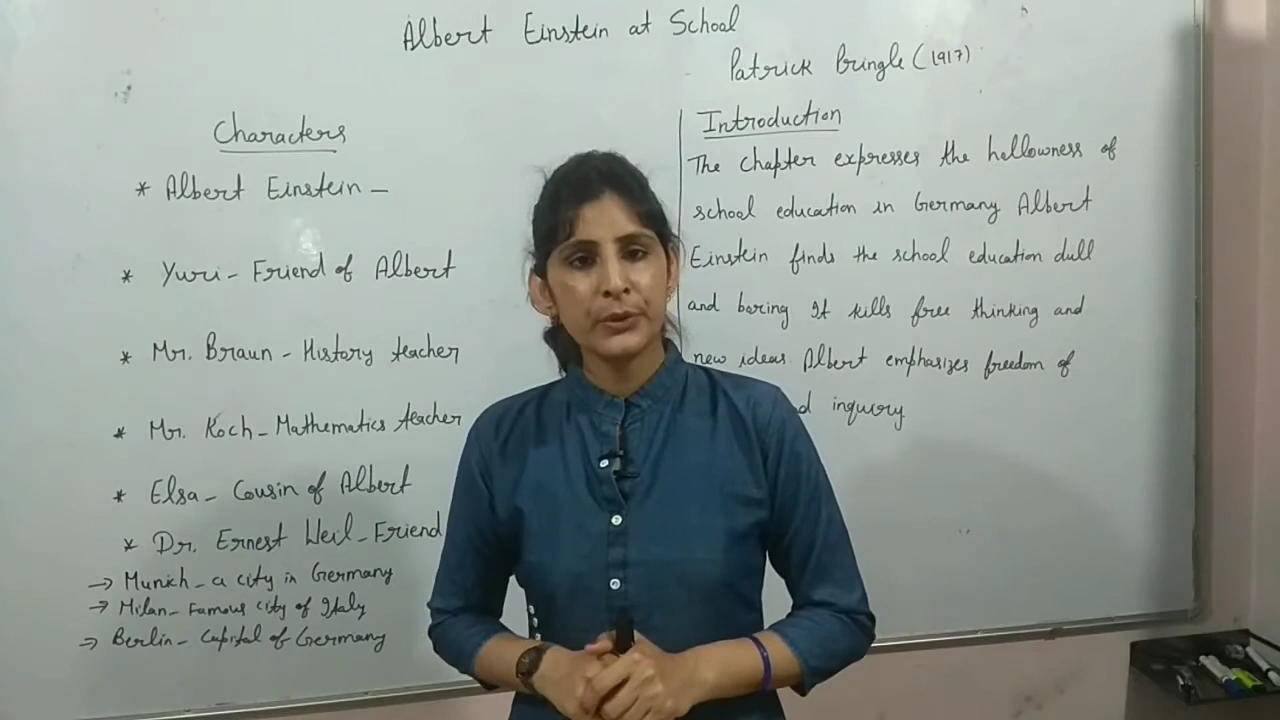 Albert Einstein at School
Patrick Pringle (1917)
Characters
* Albert Einstein -
* Yuri - Friend of Albert
* Mr. Braun - History teacher
* Mr. Koch - Mathematics teacher
* Elsa - Cousin of Albert
* Dr. Ernest Weil - Friend
→ Munich - a city in Germany
→ Milan - Famous city of Italy
→ Berlin - Capital of Germany
Introduction
The chapter expresses the hollowness of
school education in Germany Albert
Einstein finds the school education dull
and boring It kills free thinking and
new ideas. Albert emphasizes freedom of
inquiry